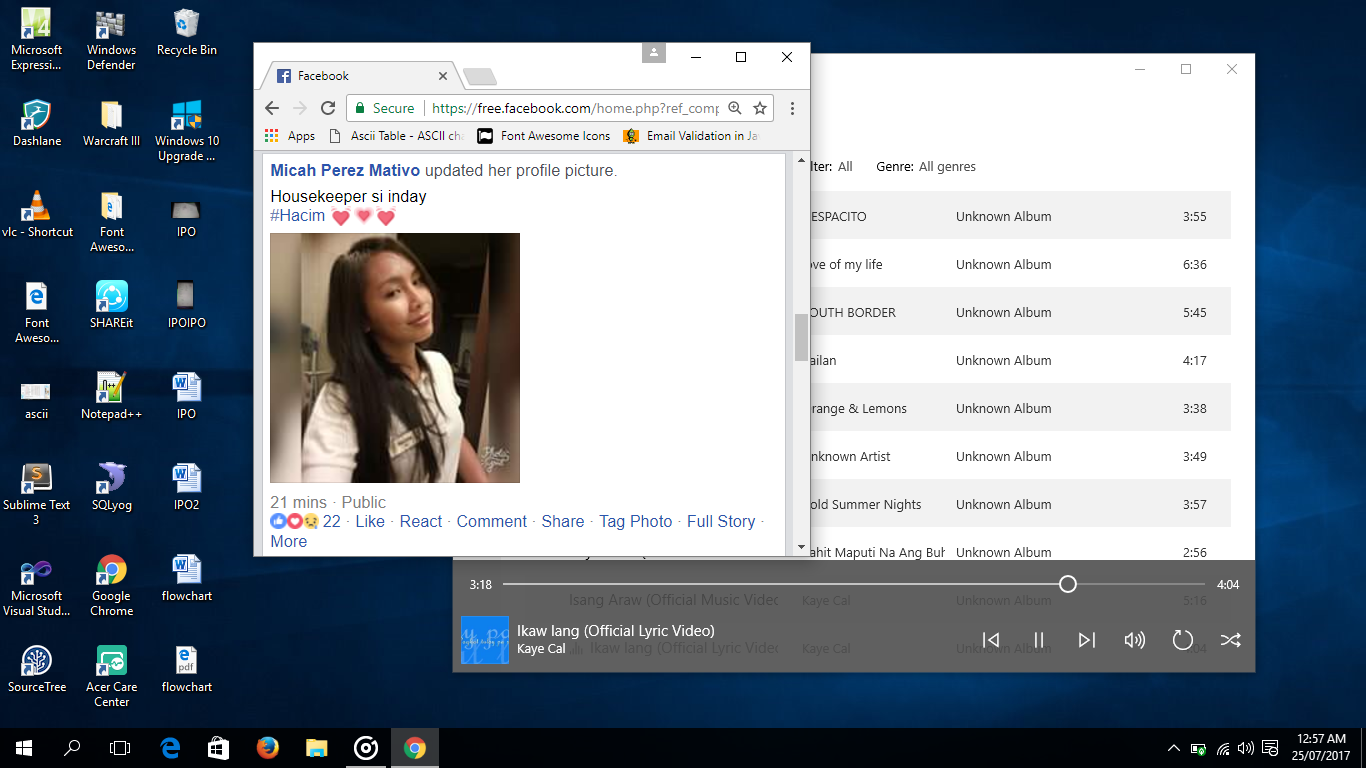 Microsoft Expressi...
Windows Defender
Recycle Bin
Dashlane
Warcraft III
Windows 10 Upgrade ...
vlc - Shortcut
Font Aweso...
IPO
Font Aweso...
SHAREit
IPOIPO
ascii
Notepad++
IPO
Sublime Text 3
SQLyog
IPO2
Microsoft Visual Stud...
Google Chrome
flowchart
SourceTree
Acer Care Center
flowchart
Facebook
Secure https://free.facebook.com/home.php?ref_comp
Apps Ascii Table - ASCII cha Font Awesome Icons Email Validation in Ja
Micah Perez Mativo updated her profile picture.
Housekeeper si inday
#Hacim
21 mins · Public
22 · Like · React · Comment · Share · Tag Photo · Full Story ·
More
lter: All Genre: All genres
ESPACITO Unknown Album 3:55
ove of my life Unknown Album 6:36
OUTH BORDER Unknown Album 5:45
ailan Unknown Album 4:17
range & Lemons Unknown Album 3:38
nknown Artist Unknown Album 3:49
old Summer Nights Unknown Album 3:57
ahit Maputi Na Ang Buh Unknown Album 2:56
3:18 4:04
Isang Araw (Official Music Video Kaye Cal Unknown Album 5:16
Ikaw lang (Official Lyric Video)
Kaye Cal
Ikaw lang (Official Lyric Video Kaye Cal Unknown Album 4:04
12:57 AM
25/07/2017